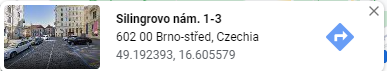 Silingrovo nám. 1-3
602 00 Brno-střed, Czechia
49.192393, 16.605579